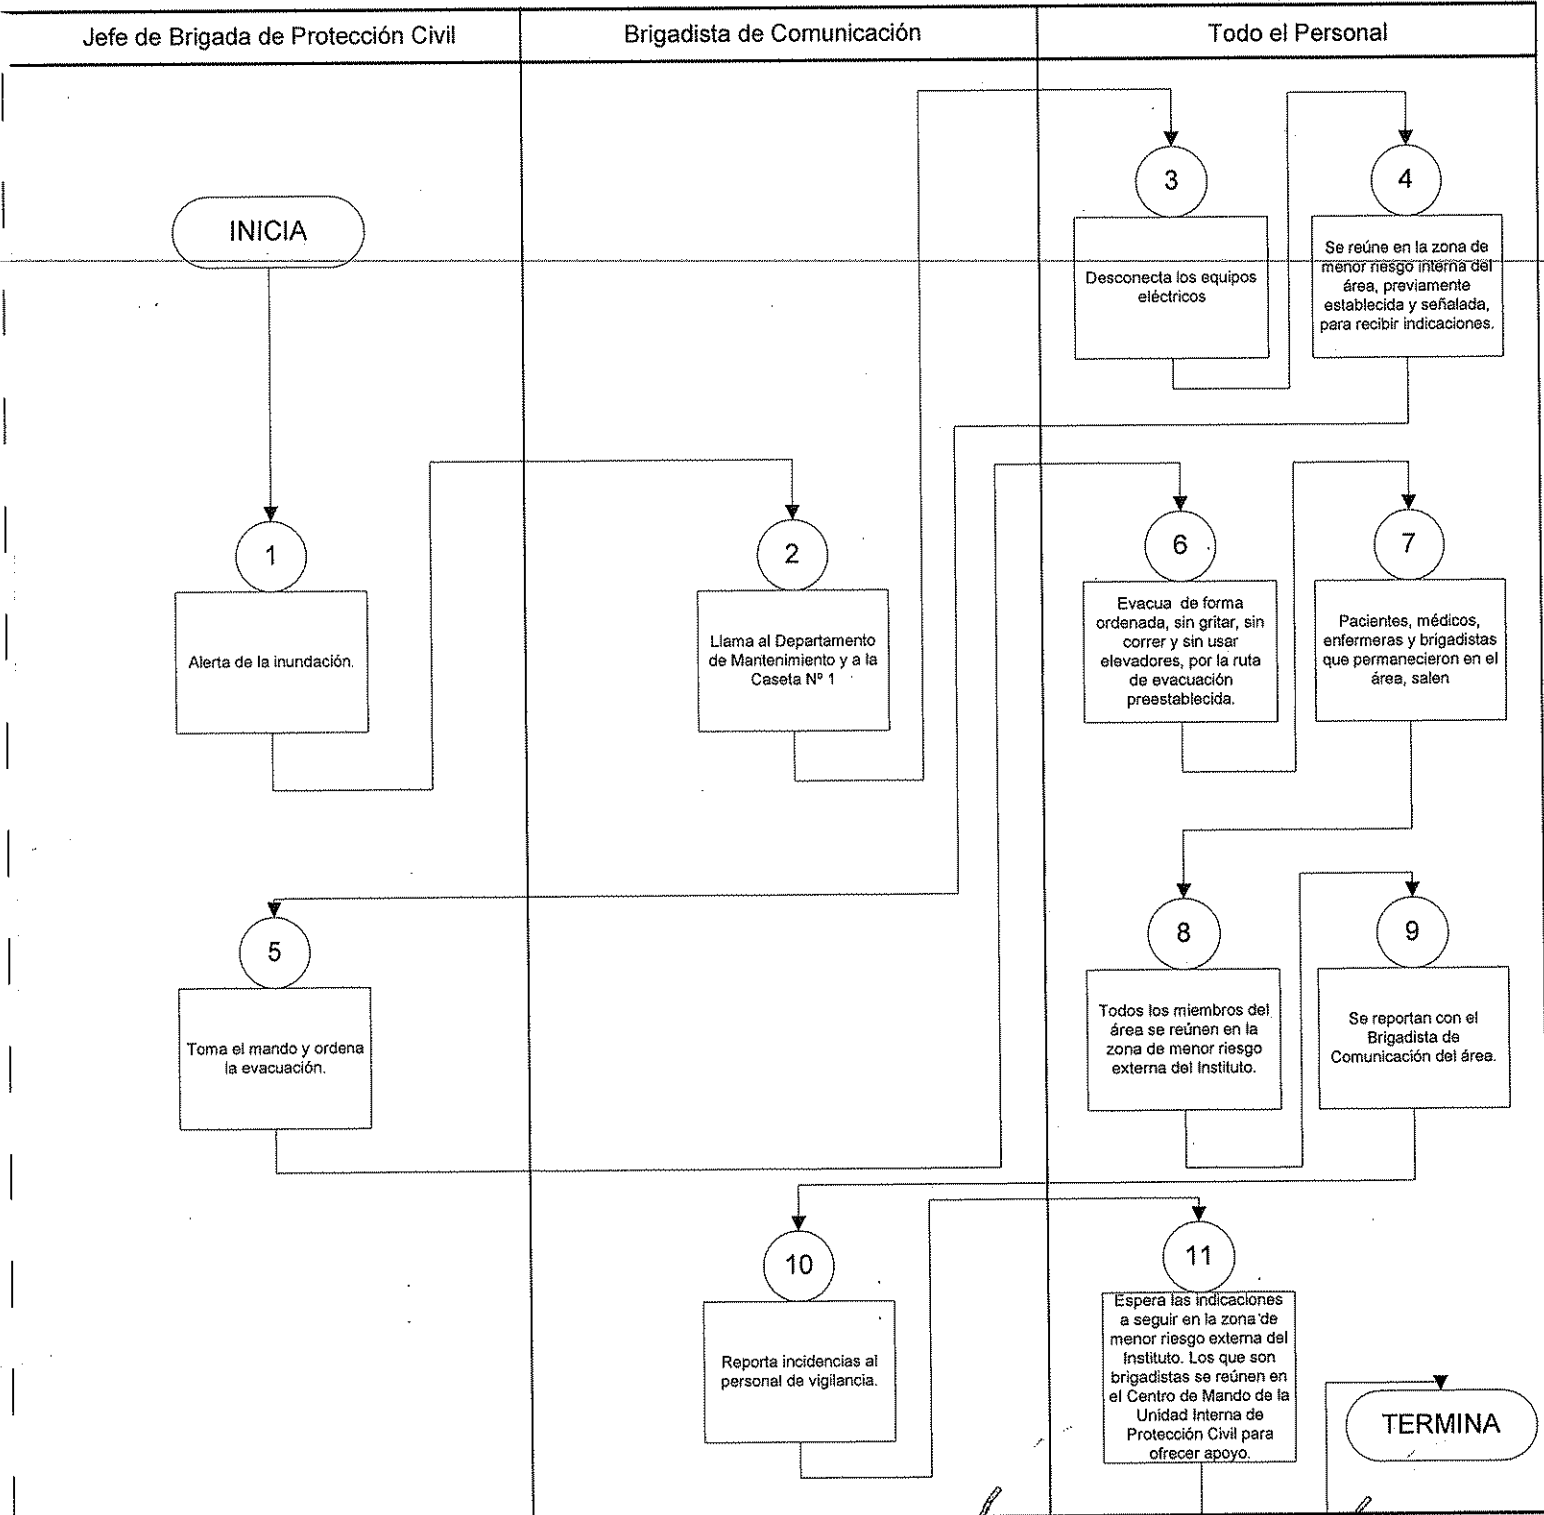 Jefe de Brigada de Protección Civil
Brigadista de Comunicación
Todo el Personal
INICIA
1
Alerta de la inundación.
2
Llama al Departamento
de Mantenimiento y a la
Caseta Nº 1
3
Desconecta los equipos
eléctricos
4
Se reúne en la zona de
menor riesgo interna del
área, previamente
establecida y señalada,
para recibir indicaciones.
5
Toma el mando y ordena
la evacuación.
6
Evacua de forma
ordenada, sin gritar, sin
correr y sin usar
elevadores, por la ruta
de evacuación
preestablecida.
7
Pacientes, médicos,
enfermeras y brigadistas
que permanecieron en el
área, salen
8
Todos los miembros del
área se reúnen en la
zona de menor riesgo
externa del Instituto.
9
Se reportan con el
Brigadista de
Comunicación del área.
10
Reporta incidencias al
personal de vigilancia.
11
Espera las indicaciones
a seguir en la zona de
menor riesgo externa del
Instituto. Los que son
brigadistas se reúnen en
el Centro de Mando de la
Unidad Interna de
Protección Civil para
ofrecer apoyo.
TERMINA